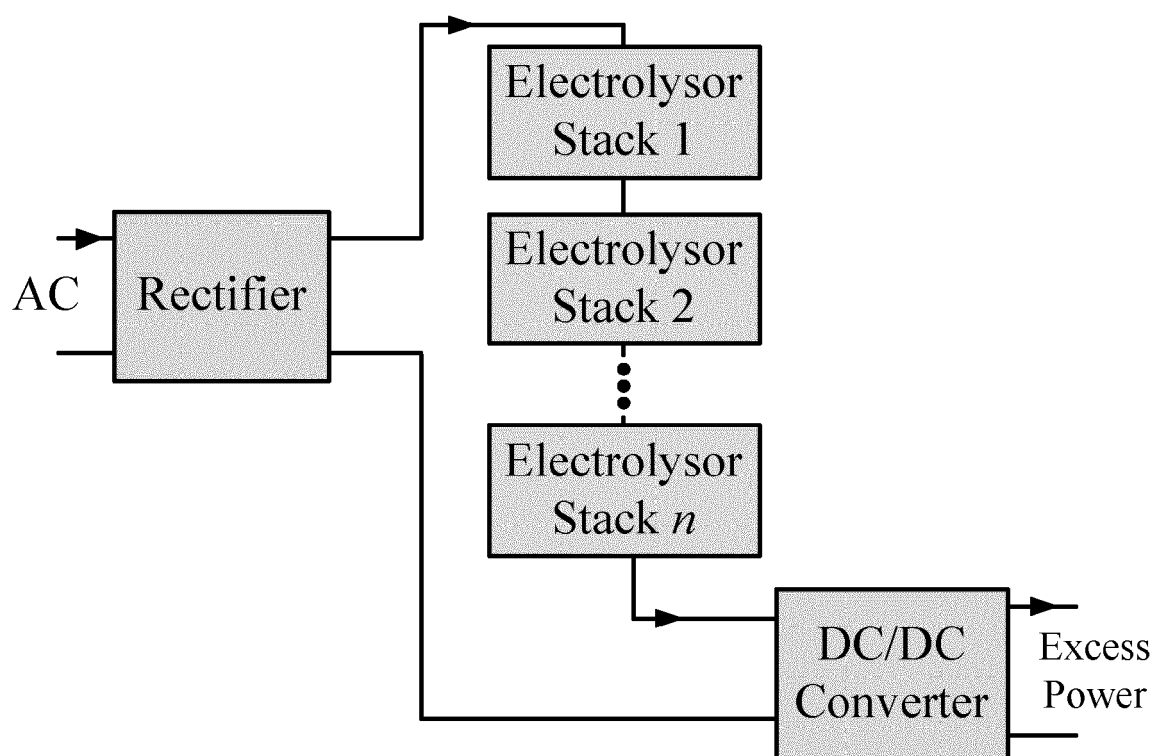 AC
Rectifier
Electrolysor
Stack 1
Electrolysor
Stack 2
Electrolysor
Stack n
DC/DC
Converter
Excess
Power